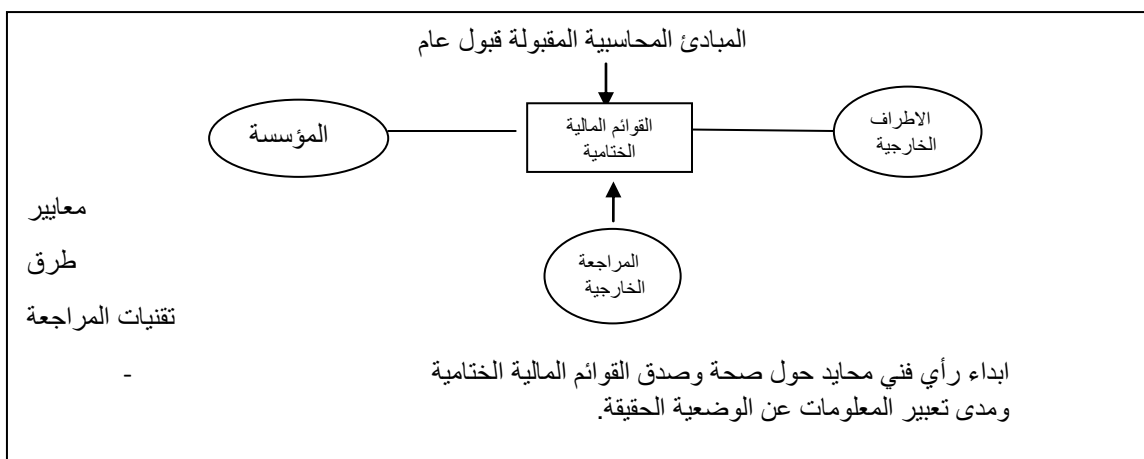 المبادئ المحاسبية المقبولة قبول عام
الاطراف
الخارجية
القوائم المالية
الختامية
المؤسسة
معايير
طرق
تقنيات المراجعة
المراجعة
الخارجية
- ابداء رأي فني محايد حول صحة وصدق القوائم المالية الختامية
ومدى تعبير المعلومات عن الوضعية الحقيقة.